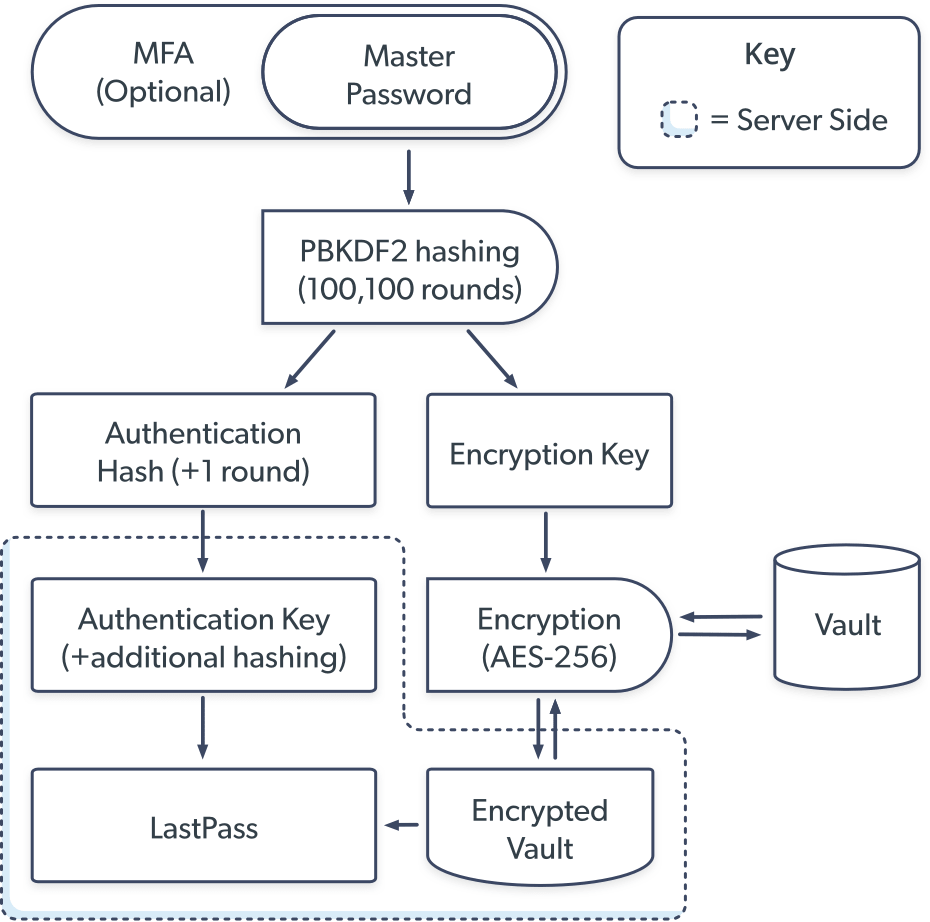 MFA
(Optional)
Master
Password
Key
= Server Side
PBKDF2 hashing
(100,100 rounds)
Authentication
Hash (+1 round)
Encryption Key
Authentication Key
(+additional hashing)
Encryption
(AES-256)
Vault
LastPass
Encrypted
Vault